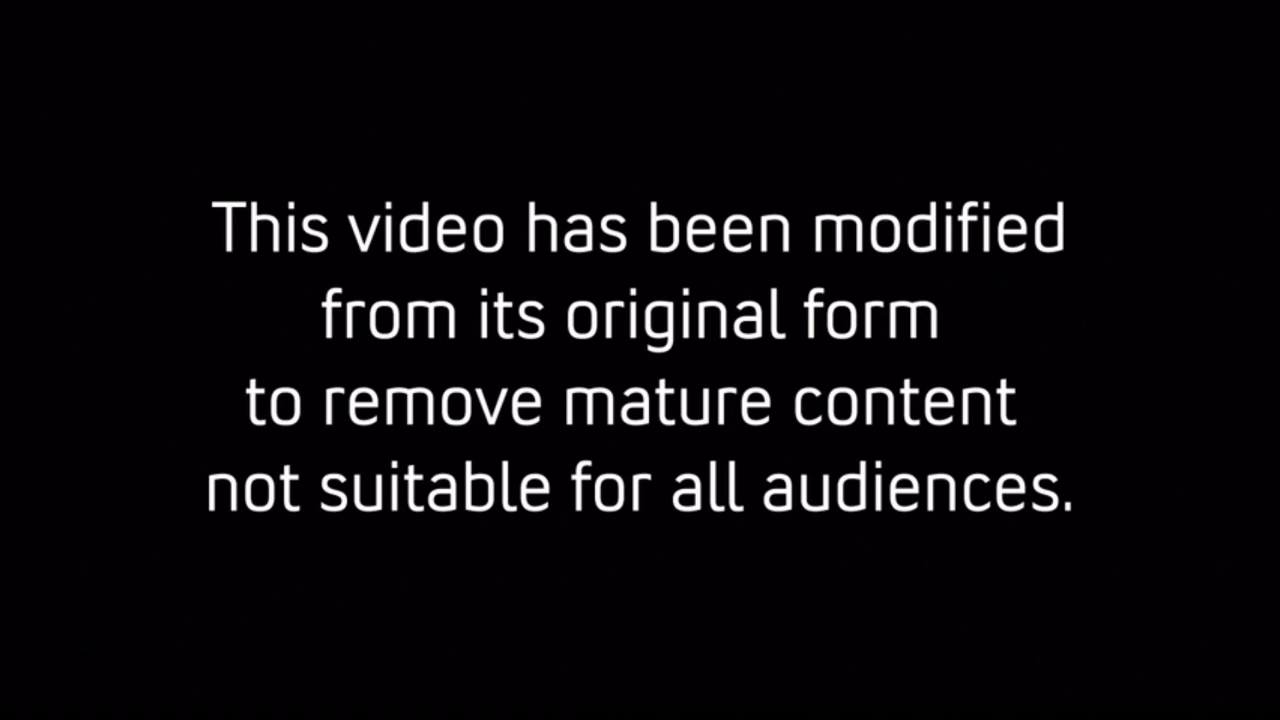 This video has been modified
from its original form
to remove mature content
not suitable for all audiences.